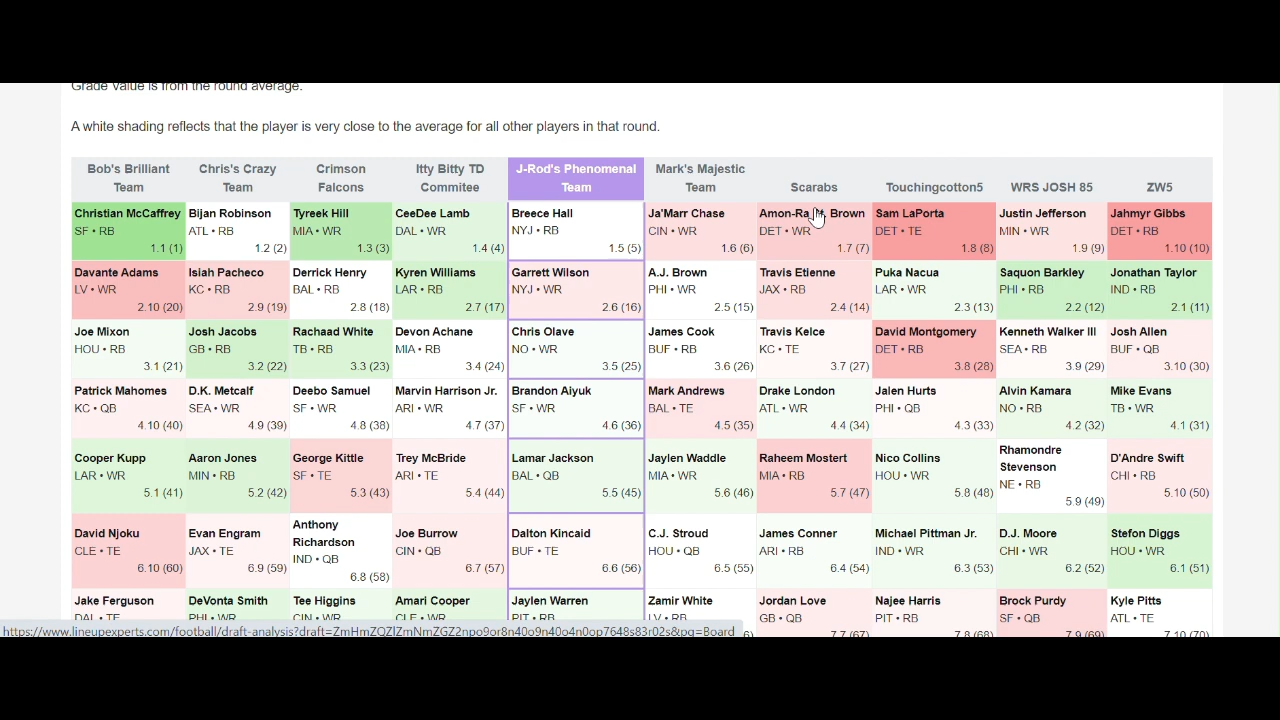 Grade Value is from the round average.
A white shading reflects that the player is very close to the average for all other players in that round.
Bob's Brilliant Team
Chris's Crazy Team
Crimson Falcons
Itty Bitty TD Commitee
J-Rod's Phenomenal Team
Mark's Majestic Team
Scarabs
Touchingcotton5
WRS JOSH 85
ZW5
Christian McCaffrey
SF • RB
1.1 (1)
Bijan Robinson
ATL • RB
1.2 (2)
Tyreek Hill
MIA • WR
1.3 (3)
CeeDee Lamb
DAL • WR
1.4 (4)
Breece Hall
NYJ • RB
1.5 (5)
Ja'Marr Chase
CIN • WR
1.6 (6)
Amon-Ra Brown
DET • WR
1.7 (7)
Sam LaPorta
DET • TE
1.8 (8)
Justin Jefferson
MIN • WR
1.9 (9)
Jahmyr Gibbs
DET • RB
1.10 (10)
Davante Adams
LV • WR
2.10 (20)
Isiah Pacheco
KC • RB
2.9 (19)
Derrick Henry
BAL • RB
2.8 (18)
Kyren Williams
LAR • RB
2.7 (17)
Garrett Wilson
NYJ • WR
2.6 (16)
A.J. Brown
PHI • WR
2.5 (15)
Travis Etienne
JAX • RB
2.4 (14)
Puka Nacua
LAR • WR
2.3 (13)
Saquon Barkley
PHI • RB
2.2 (12)
Jonathan Taylor
IND • RB
2.1 (11)
Joe Mixon
HOU • RB
3.1 (21)
Josh Jacobs
GB • RB
3.2 (22)
Rachaad White
TB • RB
3.3 (23)
Devon Achane
MIA • RB
3.4 (24)
Chris Olave
NO • WR
3.5 (25)
James Cook
BUF • RB
3.6 (26)
Travis Kelce
KC • TE
3.7 (27)
David Montgomery
DET • RB
3.8 (28)
Kenneth Walker III
SEA • RB
3.9 (29)
Josh Allen
BUF • QB
3.10 (30)
Patrick Mahomes
KC • QB
4.10 (40)
D.K. Metcalf
SEA • WR
4.9 (39)
Deebo Samuel
SF • WR
4.8 (38)
Marvin Harrison Jr.
ARI • WR
4.7 (37)
Brandon Aiyuk
SF • WR
4.6 (36)
Mark Andrews
BAL • TE
4.5 (35)
Drake London
ATL • WR
4.4 (34)
Jalen Hurts
PHI • QB
4.3 (33)
Alvin Kamara
NO • RB
4.2 (32)
Mike Evans
TB • WR
4.1 (31)
Cooper Kupp
LAR • WR
5.1 (41)
Aaron Jones
MIN • RB
5.2 (42)
George Kittle
SF • TE
5.3 (43)
Trey McBride
ARI • TE
5.4 (44)
Lamar Jackson
BAL • QB
5.5 (45)
Jaylen Waddle
MIA • WR
5.6 (46)
Raheem Mostert
MIA • RB
5.7 (47)
Nico Collins
HOU • WR
5.8 (48)
Rhamondre Stevenson
NE • RB
5.9 (49)
D'Andre Swift
CHI • RB
5.10 (50)
David Njoku
CLE • TE
6.10 (60)
Evan Engram
JAX • TE
6.9 (59)
Anthony Richardson
IND • QB
6.8 (58)
Joe Burrow
CIN • QB
6.7 (57)
Dalton Kincaid
BUF • TE
6.6 (56)
C.J. Stroud
HOU • QB
6.5 (55)
James Conner
ARI • RB
6.4 (54)
Michael Pittman Jr.
IND • WR
6.3 (53)
D.J. Moore
CHI • WR
6.2 (52)
Stefon Diggs
HOU • WR
6.1 (51)
Jake Ferguson
DAL • TE
DeVonta Smith
PHI • WR
Tee Higgins
CIN • WR
Amari Cooper
CLE • WR
Jaylen Warren
PIT • RB
Zamir White
LV • RB
Jordan Love
GB • QB
7.7 (67)
Najee Harris
PIT • RB
7.8 (68)
Brock Purdy
SF • QB
7.9 (69)
Kyle Pitts
ATL • TE
7.10 (70)